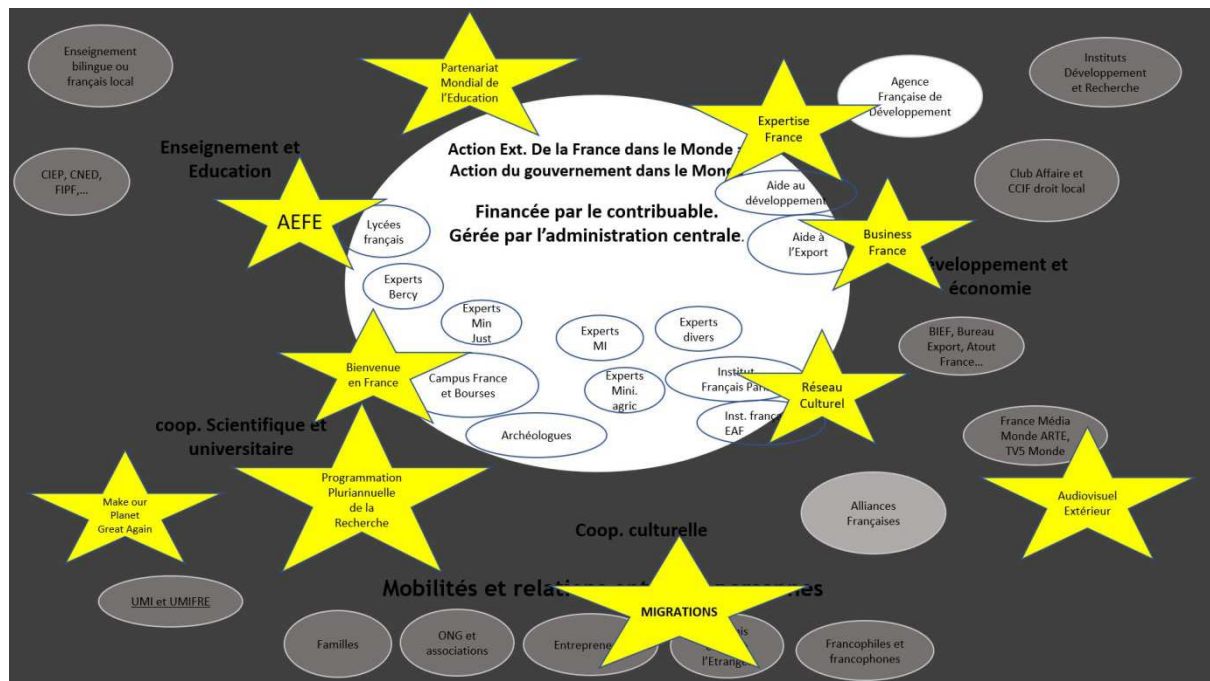 Enseignement
bilingue ou
français local
Partenariat
Mondial de
l'Education
Expertise
France
Agence
Française de
Développement
Instituts
Développement
et Recherche
Enseignement et
Education
CIEP, CNED,
FIPF,...
Action Ext. De la France dans le Monde
Action du gouvernement dans le
Aide au
développement
Club Affaire et
CCIF droit local
AEFE
Lycées
français
Financée par le contribuable.
Gérée par l'administration centrale.
Aide à
l'Export
Business
France
économie
et
Experts
Bercy
Experts
Min
Just
Experts
MI
Experts
divers
BIEF, Bureau
Export, Atout
France...
Bienvenue
en France
Campus France
et Bourses
Experts
Mini.
agric
Institut
Français
Réseau
Culturel
Inst.
EAF
Archéologues
coop. Scientifique et
universitaire
France Média
Monde ARTE,
TV5 Monde
Make our
Planet
Great Again
Programmation
Pluriannuelle
de la
Recherche
Alliances
Françaises
Audiovisuel
Extérieur
Coop. culturelle
Mobilités et relations
MIGRATIONS
UMI et UMIFRE
Familles
ONG et
associations
l'Etranger
Francophiles et
francophones